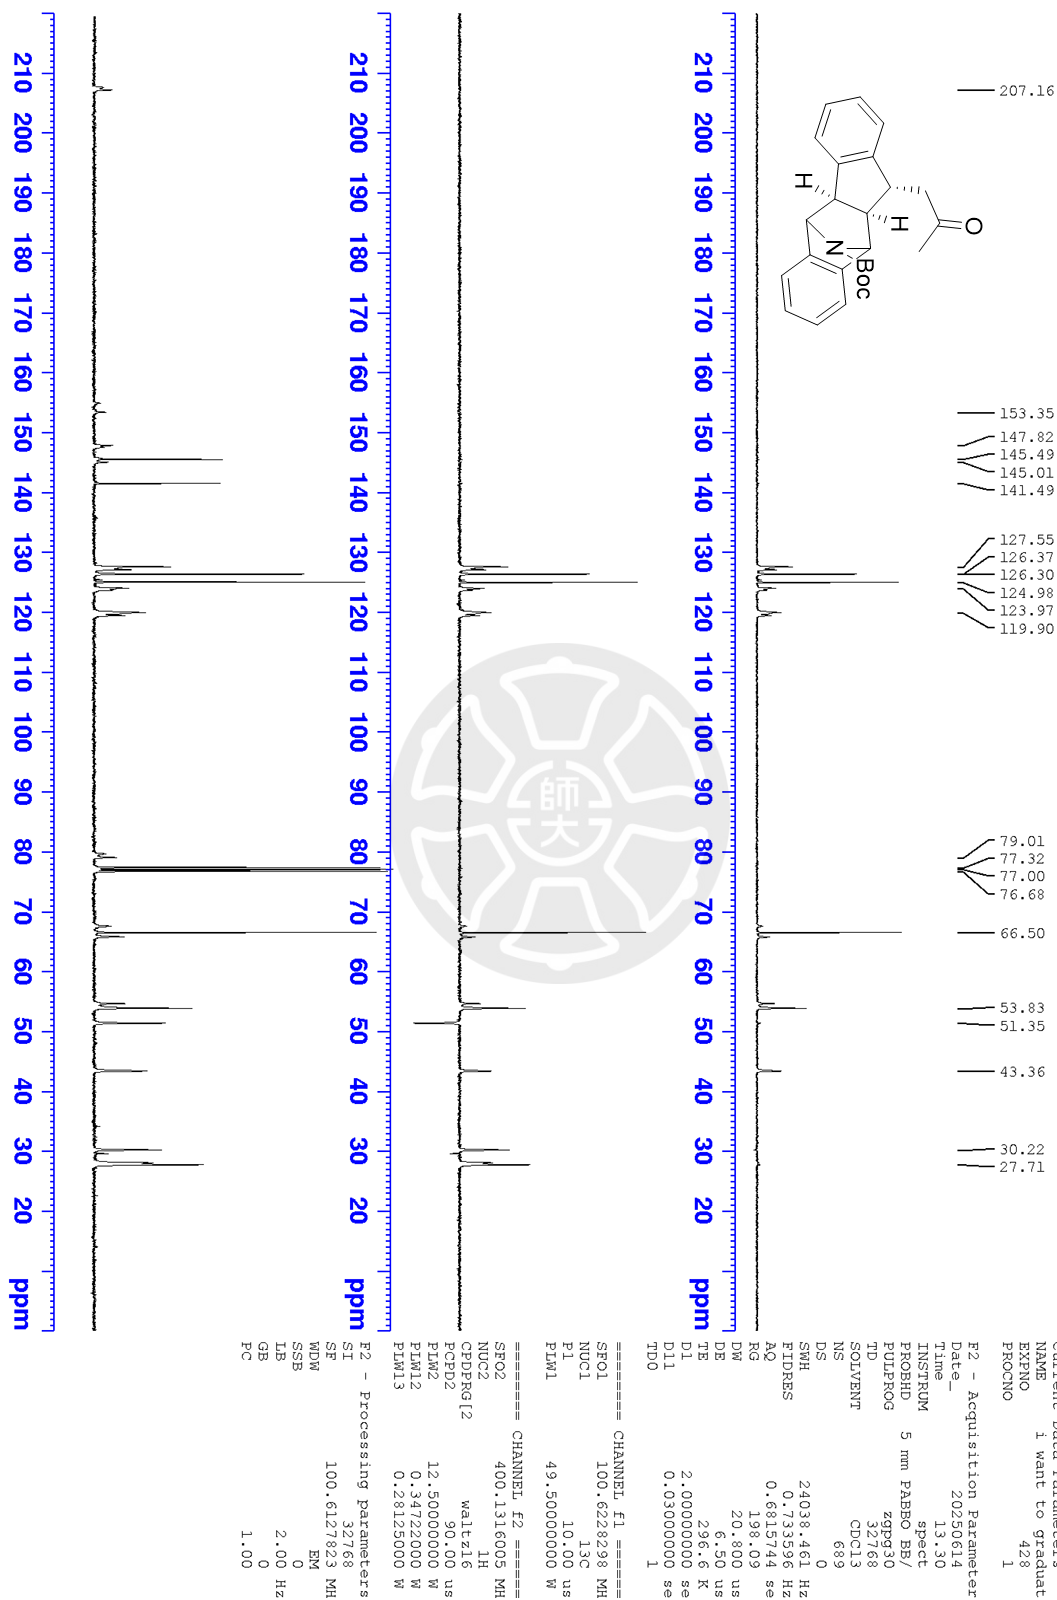 207.16
153.35
147.82
145.49
145.01
141.49
127.55
126.37
126.30
124.98
123.97
119.90
79.01
77.32
77.00
76.68
66.50
53.83
51.35
43.36
30.22
27.71
O
H
H
N
Boc
210 200 190 180 170 160 150 140 130 120 110 100 90 80 70 60 50 40 30 20 ppm
210 200 190 180 170 160 150 140 130 120 110 100 90 80 70 60 50 40 30 20 ppm
210 200 190 180 170 160 150 140 130 120 110 100 90 80 70 60 50 40 30 20 ppm
師大
Current Data Parameters
NAME i want to graduat
EXPNO 428
PROCNO 1
F2 - Acquisition Parameter
Date_ 20250614
Time 13.30
INSTRUM spect
PROBHD 5 mm PABBO BB/
PULPROG zgpg30
TD 32768
SOLVENT CDCl3
NS 689
DS 0
SWH 24038.461 Hz
FIDRES 0.733596 Hz
AQ 0.6815744 se
RG 198.09
DW 20.800 us
DE 6.50 us
TE 296.6 K
D1 2.00000000 se
D11 0.03000000 se
TD0 1
======== CHANNEL f1 ========
SFO1 100.6228298 MH
NUC1 13C
P1 10.00 us
PLW1 49.50000000 W
======== CHANNEL f2 ========
SFO2 400.1316005 MH
NUC2 1H
CPDPRG[2 waltz16
PCPD2 90.00 us
PLW2 12.50000000 W
PLW12 0.34722000 W
PLW13 0.28125000 W
F2 - Processing parameters
SI 32768
SF 100.6127823 MH
WDW EM
SSB 0
LB 2.00 Hz
GB 0
PC 1.00